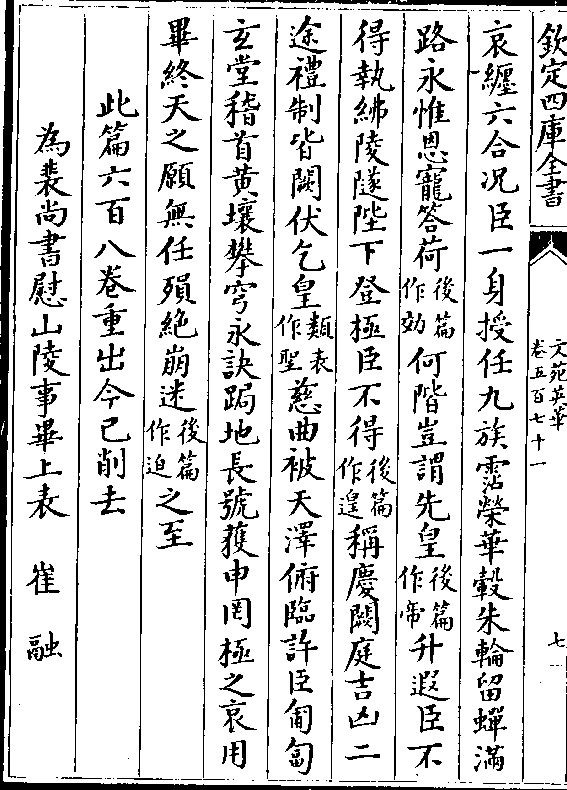 欽定四庫全書
文苑英華
卷五百七十一
七
哀纏六合况臣一身授任九族霑榮華轂朱輪留蟬滿
路永惟恩寵答荷後篇作効何階豈謂先皇後篇作帝升遐臣不
得執紼陵隧陛下登極臣不得後篇作遑稱慶闕庭吉凶二
途禮制皆闕伏乞皇類表作聖慈曲被天澤俯臨許臣匍匐
玄堂稽首黄壤攀穹永訣跼地長號獲申罔極之哀用
畢終天之願無任殞絶崩迷後篇作迫之至
此篇六百八卷重出今已削去
為裴尚書慰山陵事畢上表 崔融